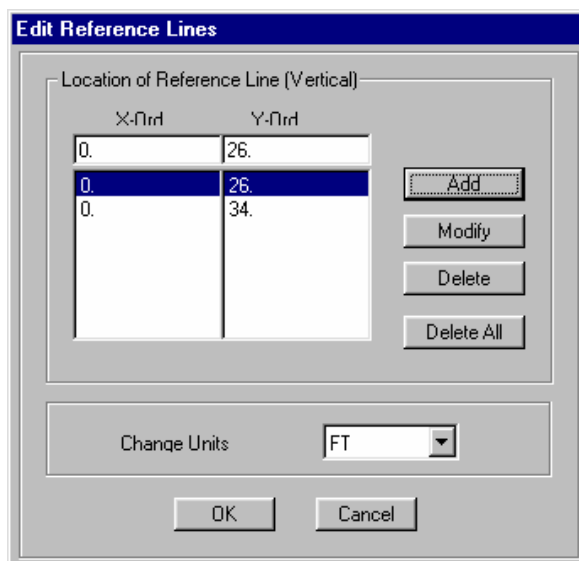 Edit Reference Lines
Location of Reference Line (Vertical)
X-Ord Y-Ord
0. 26.
0. 26.
0. 34.
Add
Modify
Delete
Delete All
Change Units FT
OK Cancel